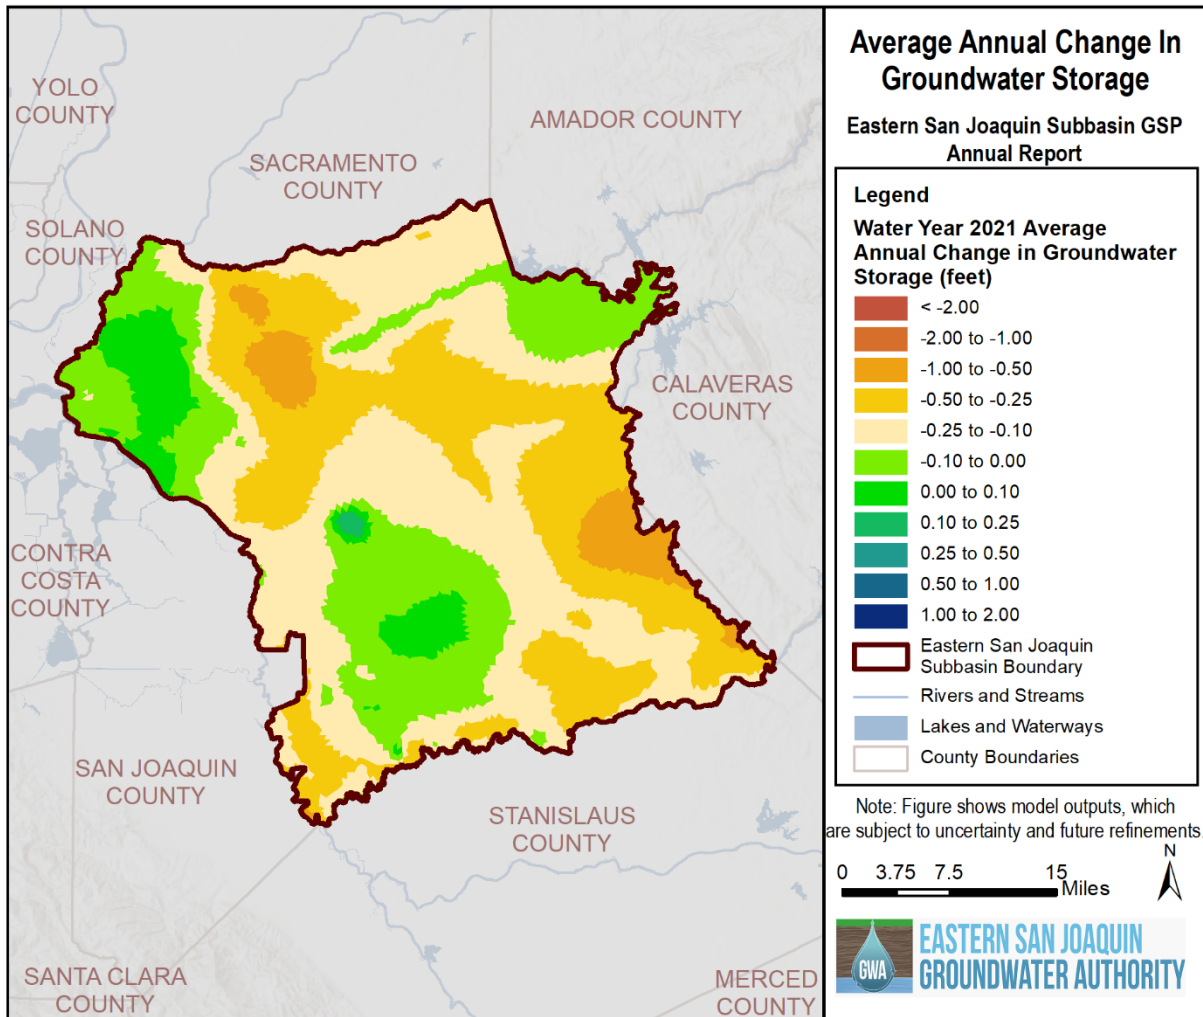 YOLO
COUNTY
AMADOR COUNTY
SACRAMENTO
COUNTY
SOLANO
COUNTY
CALAVERAS
COUNTY
CONTRA
COSTA
COUNTY
SAN JOAQUIN
COUNTY
STANISLAUS
COUNTY
SANTA CLARA
COUNTY
MERCED
COUNTY
Average Annual Change In
Groundwater Storage
Eastern San Joaquin Subbasin GSP
Annual Report
Legend
Water Year 2021 Average
Annual Change in Groundwater
Storage (feet)
< -2.00
-2.00 to -1.00
-1.00 to -0.50
-0.50 to -0.25
-0.25 to -0.10
-0.10 to 0.00
0.00 to 0.10
0.10 to 0.25
0.25 to 0.50
0.50 to 1.00
1.00 to 2.00
Eastern San Joaquin
Subbasin Boundary
Rivers and Streams
Lakes and Waterways
County Boundaries
Note: Figure shows model outputs, which
are subject to uncertainty and future refinements.
N
0 3.75 7.5 15
Miles
GWA
EASTERN SAN JOAQUIN
GROUNDWATER AUTHORITY